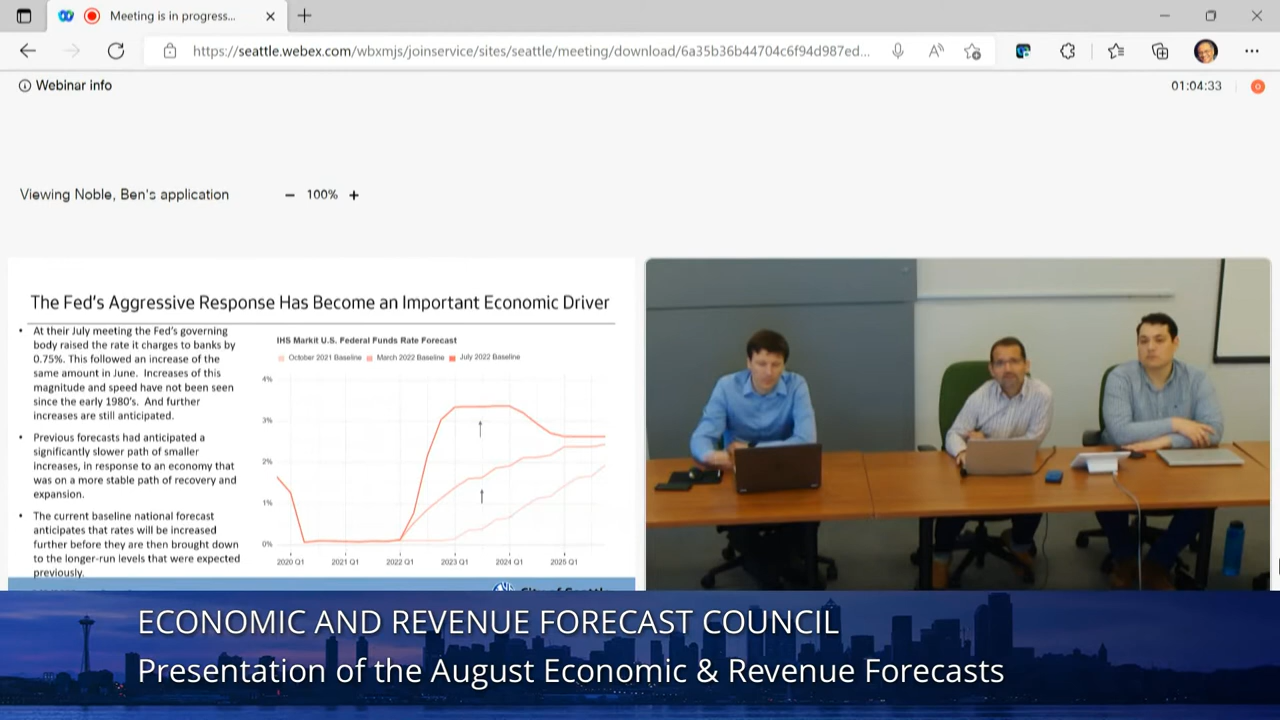 Meeting is in progress...
https://seattle.webex.com/wbxmjs/joinservice/sites/seattle/meeting/download/6a35b36b44704c6f94d987ed...
Webinar info
01:04:33
Viewing Noble, Ben's application
− 100% +
The Fed's Aggressive Response Has Become an Important Economic Driver
• At their July meeting the Fed's governing
body raised the rate it charges to banks by
0.75%. This followed an increase of the
same amount in June. Increases of this
magnitude and speed have not been seen
since the early 1980's. And further
increases are still anticipated.
• Previous forecasts had anticipated a
significantly slower path of smaller
increases, in response to an economy that
was on a more stable path of recovery and
expansion.
• The current baseline national forecast
anticipates that rates will be increased
further before they are then brought down
to the longer-run levels that were expected
previously.
IHS Markit U.S. Federal Funds Rate Forecast
October 2021 Baseline March 2022 Baseline July 2022 Baseline
4%
3%
2%
1%
0%
2020 Q1 2021 Q1 2022 Q1 2023 Q1 2024 Q1 2025 Q1
ECONOMIC AND REVENUE FORECAST COUNCIL
Presentation of the August Economic & Revenue Forecasts